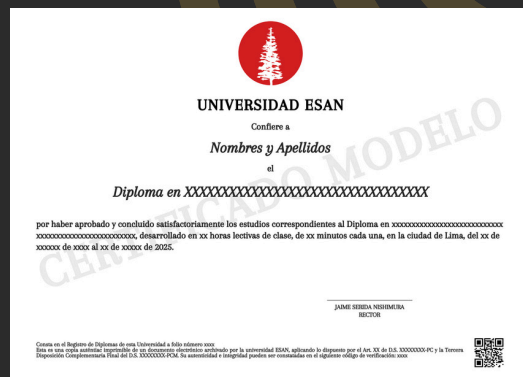 UNIVERSIDAD ESAN
Confiere a
Nombres y Apellidos
el
Diploma en XXXXXXXXXXXXXXXXXXXXXXXXXXXXXXXXX
por haber aprobado y concluido satisfactoriamente los estudios correspondientes al Diploma en xxxxxxxxxxxxxxxxxxxxxxxxxxx
xxxxxxxxxxxxxxxxxxxxxxxx, desarrollado en xx horas lectivas de clase, de xx minutos cada una, en la ciudad de Lima, del xx de
xxxxxx de xxxx al xx de xxxxx de 2025.
CERTIFICADO MODELO
JAIME SERIDA NISHIMURA
RECTOR
Consta en el Registro de Diplomas de esta Universidad a folio número xxxx
Esta es una copia auténtica imprimible de un documento electrónico archivado por la universidad ESAN, aplicando lo dispuesto por el Art. XX de D.S. XXXXXXXX-PC y la Tercera
Disposición Complementaria Final del D.S. XXXXXXXX-PCM. Su autenticidad e integridad pueden ser constatadas en el siguiente código de verificación: xxxx